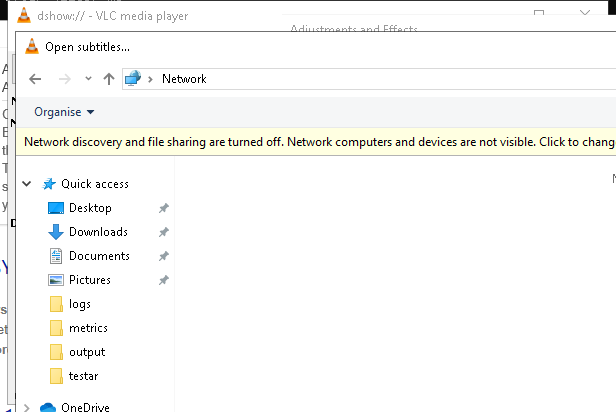 dshow:// - VLC media player
Adjustments and Effects
Open subtitles...
Network
Organise
Network discovery and file sharing are turned off. Network computers and devices are not visible. Click to chang
Quick access
Desktop
Downloads
Documents
Pictures
logs
metrics
output
testar
OneDrive